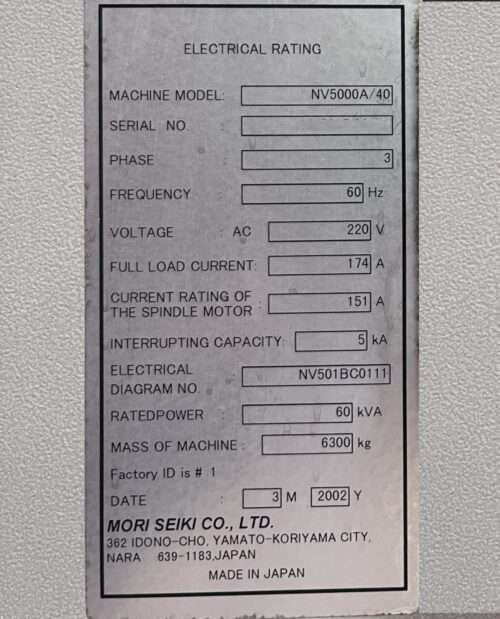 ELECTRICAL RATING
MACHINE MODEL: NV5000A/40
SERIAL NO. :
PHASE : 3
FREQUENCY : 60 Hz
VOLTAGE : AC 220 V
FULL LOAD CURRENT: 174 A
CURRENT RATING OF
THE SPINDLE MOTOR : 151 A
INTERRUPTING CAPACITY: 5 kA
ELECTRICAL
DIAGRAM NO. : NV501BC0111
RATEDPOWER : 60 kVA
MASS OF MACHINE : 6300 kg
Factory ID is # 1
DATE : 3 M 2002 Y
MORI SEIKI CO., LTD.
362 IDONO-CHO, YAMATO-KORIYAMA CITY,
NARA 639-1183,JAPAN
MADE IN JAPAN